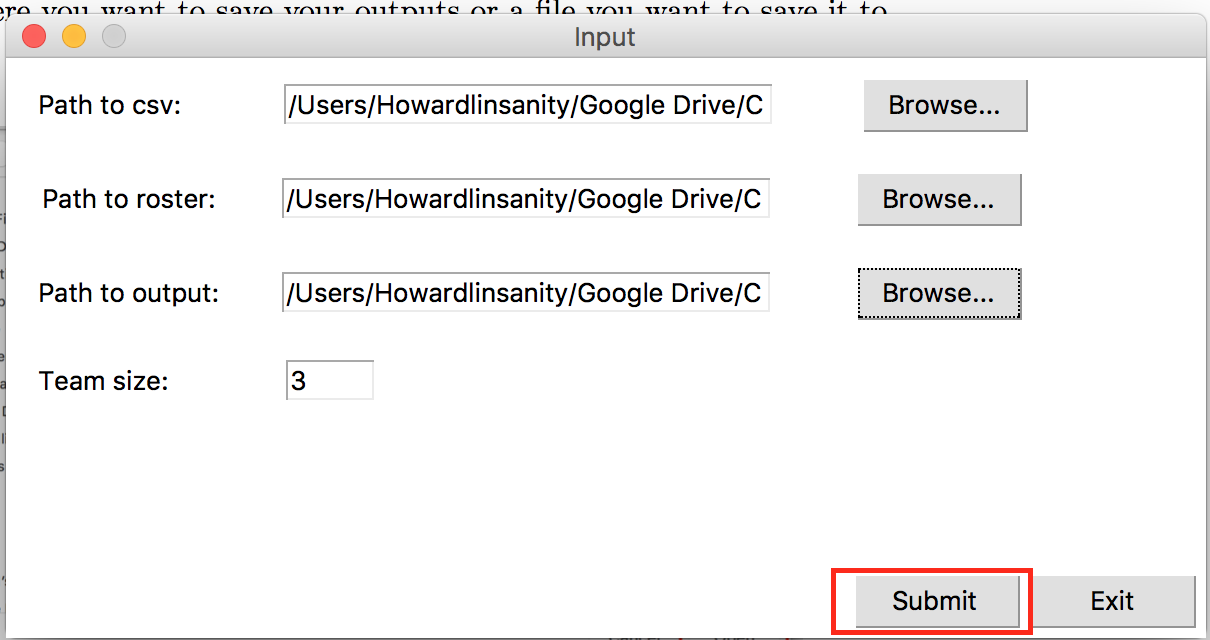 ere you want to save your outputs or a file you want to save it to
Input
Path to csv: /Users/Howardlinsanity/Google Drive/C Browse...
Path to roster: /Users/Howardlinsanity/Google Drive/C Browse...
Path to output: /Users/Howardlinsanity/Google Drive/C Browse...
Team size: 3
Submit Exit